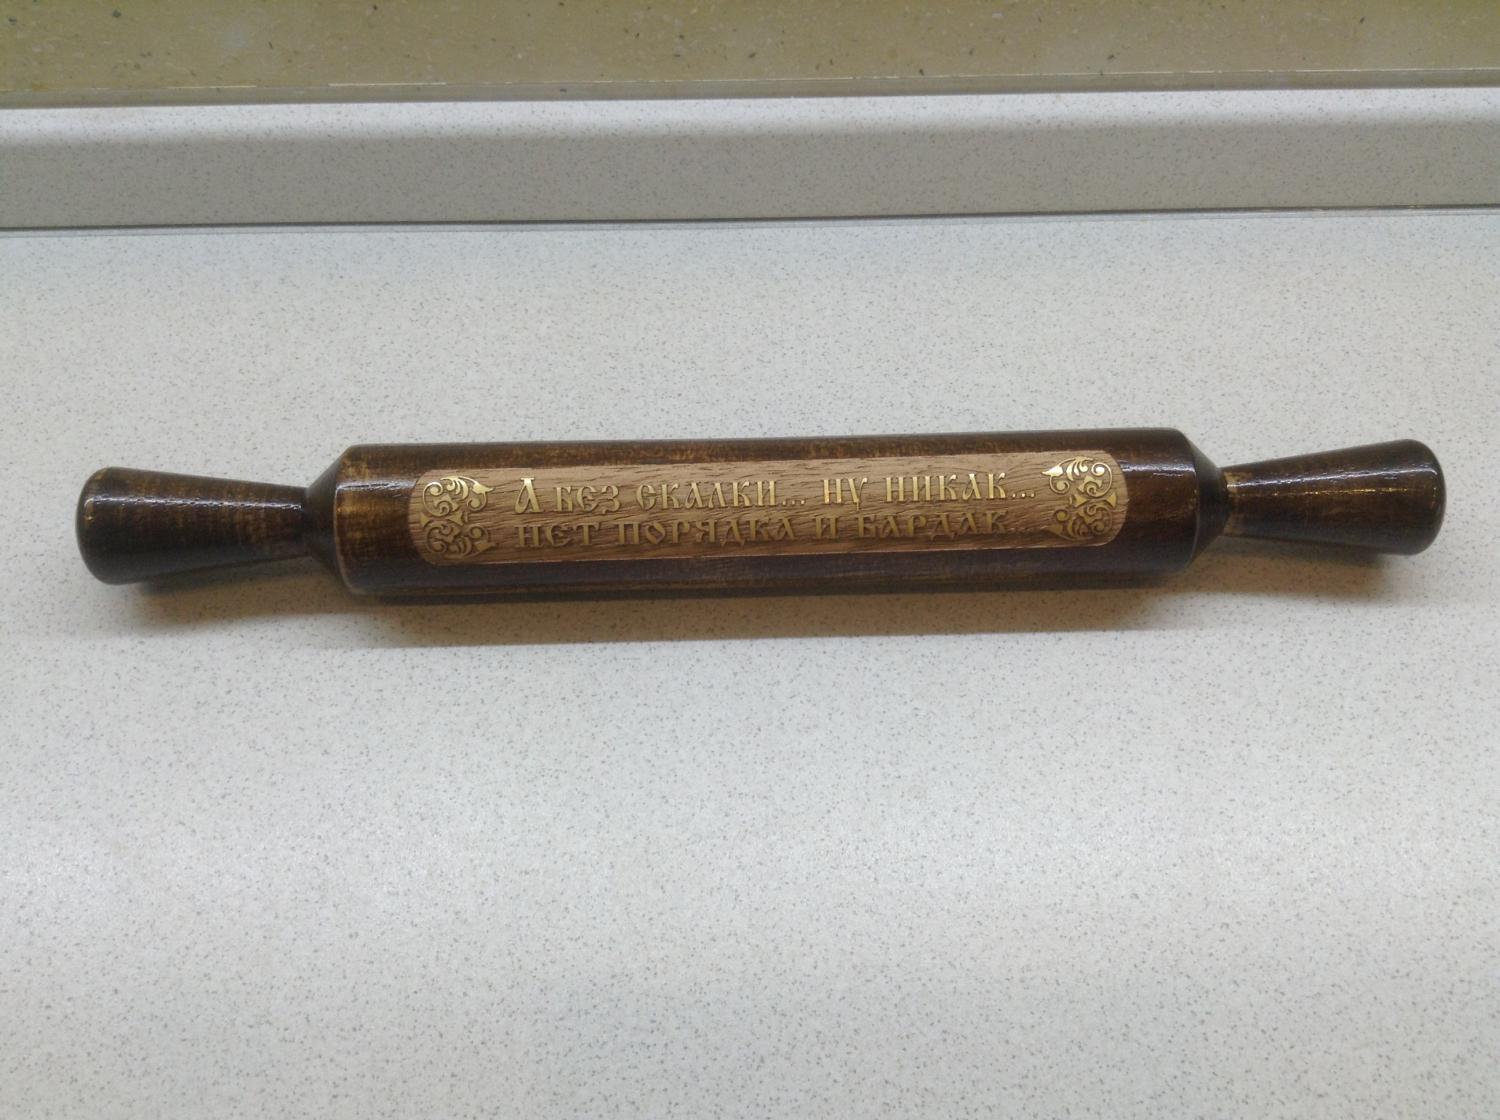 А БЕЗ СКАЛКИ... НУ НИКАК...
НЕТ ПОРЯДКА И БАРДАК...